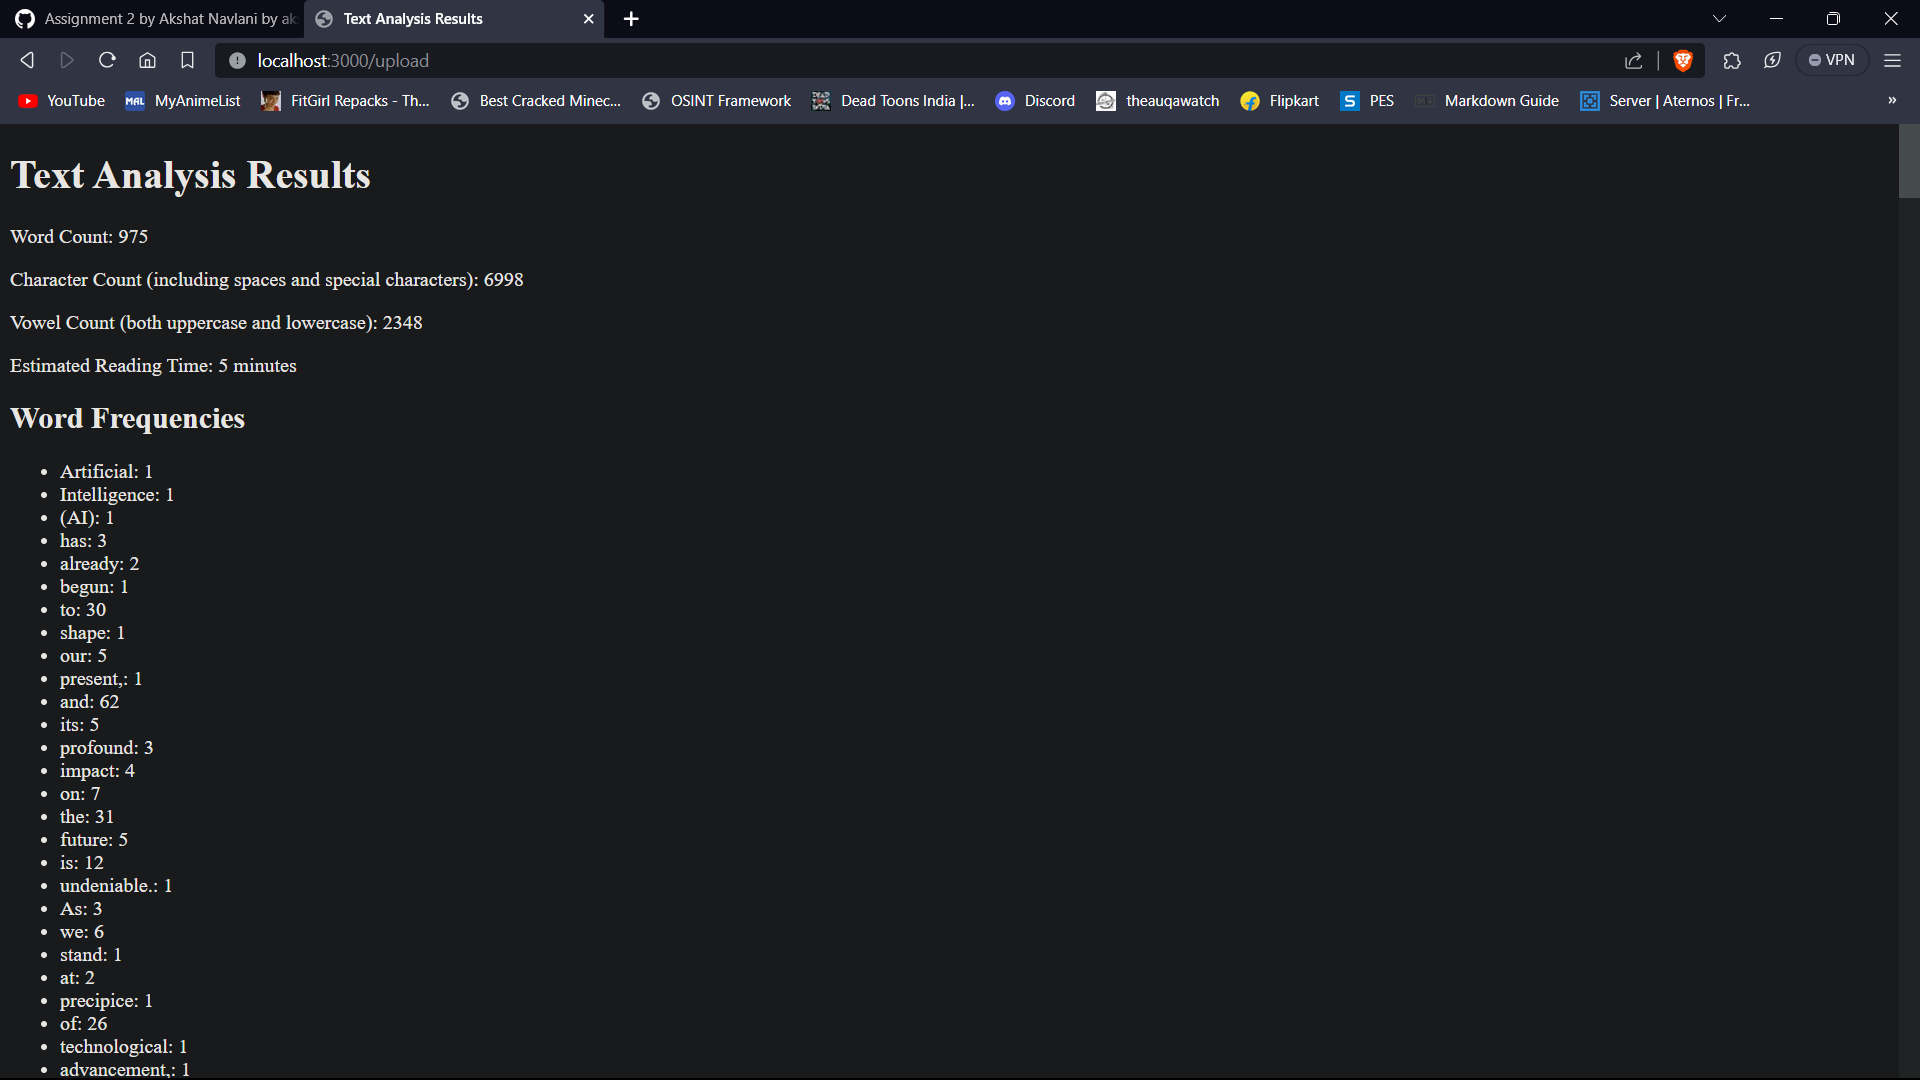 Assignment 2 by Akshat Navlani by ak
Text Analysis Results
localhost:3000/upload
VPN
YouTube
MAL MyAnimeList
FitGirl Repacks - Th...
Best Cracked Minec...
OSINT Framework
Dead Toons India |...
Discord
theauqawatch
Flipkart
S PES
Markdown Guide
Server | Aternos | Fr...
»
Text Analysis Results
Word Count: 975
Character Count (including spaces and special characters): 6998
Vowel Count (both uppercase and lowercase): 2348
Estimated Reading Time: 5 minutes
Word Frequencies
• Artificial: 1
• Intelligence: 1
• (AI): 1
• has: 3
• already: 2
• begun: 1
• to: 30
• shape: 1
• our: 5
• present,: 1
• and: 62
• its: 5
• profound: 3
• impact: 4
• on: 7
• the: 31
• future: 5
• is: 12
• undeniable.: 1
• As: 3
• we: 6
• stand: 1
• at: 2
• precipice: 1
• of: 26
• technological: 1
• advancement,: 1